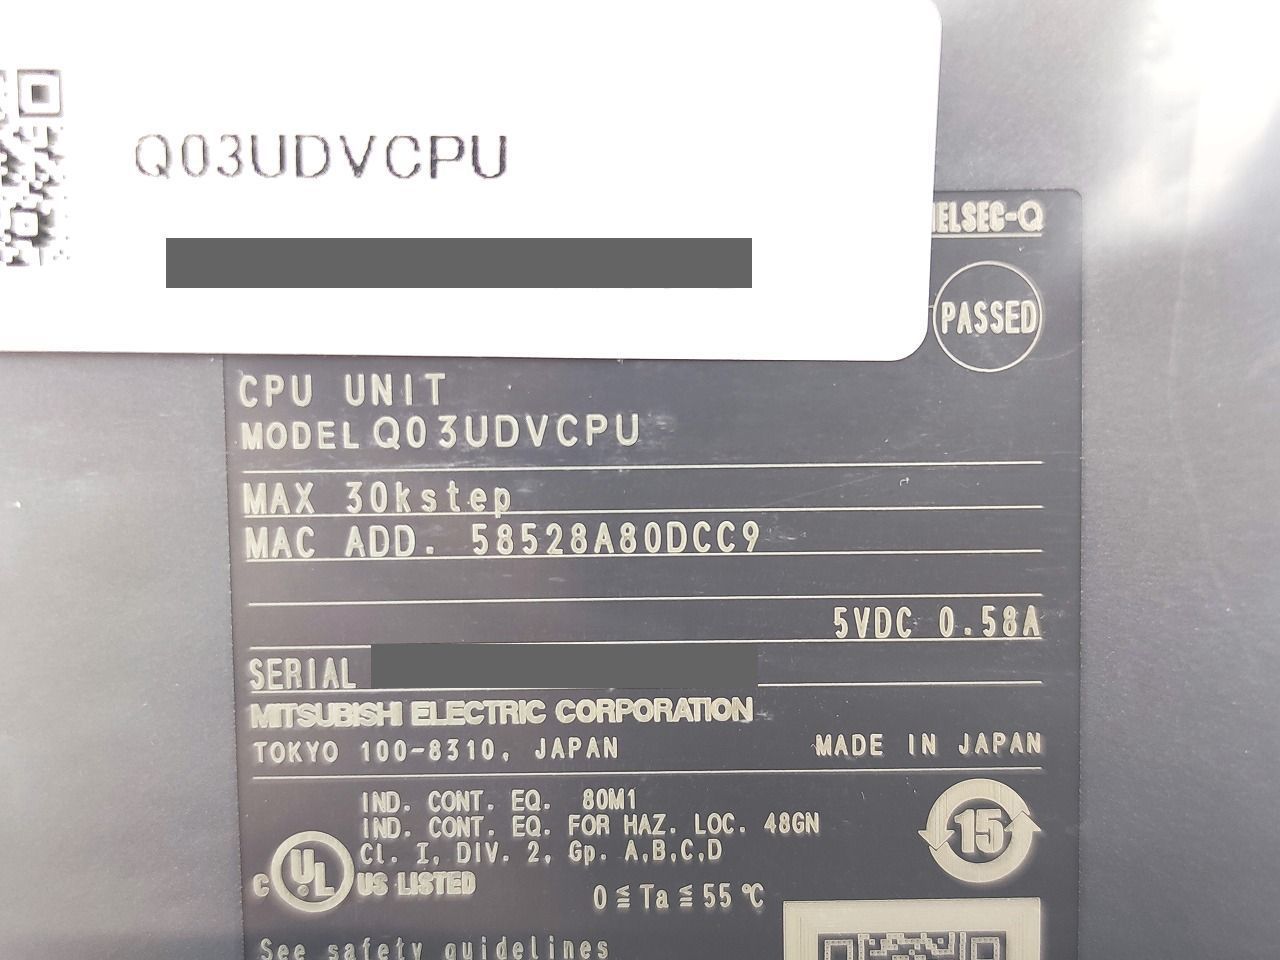 Q03UDVCPU
MELSEC-Q
PASSED
CPU UNIT
MODEL Q03UDVCPU
MAX 30kstep
MAC ADD. 58528A80DCC9
5VDC 0.58A
SERIAL
MITSUBISHI ELECTRIC CORPORATION
TOKYO 100-8310, JAPAN MADE IN JAPAN
IND. CONT. EQ. 80M1
IND. CONT. EQ. FOR HAZ. LOC. 48GN
Cl. I, DIV. 2, Gp. A,B,C,D
C UL US LISTED
0≦Ta≦55℃
15
See safety guidelines